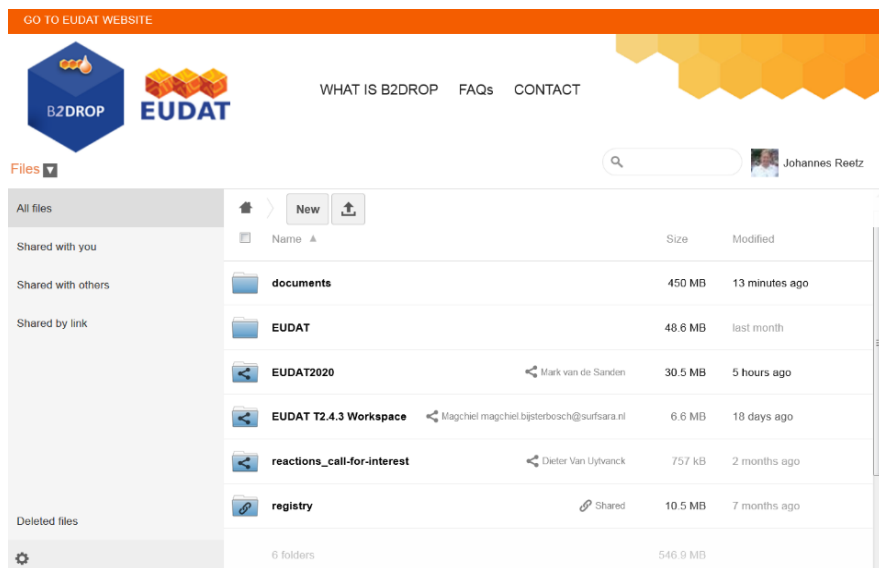 GO TO EUDAT WEBSITE
B2DROP
EUDAT
WHAT IS B2DROP FAQs CONTACT
Files
Johannes Reetz
All files
New
Name Size Modified
Shared with you
documents 450 MB 13 minutes ago
Shared with others
EUDAT 48.6 MB last month
Shared by link
EUDAT2020 Mark van de Sanden 30.5 MB 5 hours ago
EUDAT T2.4.3 Workspace Magchiel magchiel.bijsterbosch@surfsara.nl 6.6 MB 18 days ago
reactions_call-for-interest Dieter Van Uytvanck 757 kB 2 months ago
registry Shared 10.5 MB 7 months ago
Deleted files
6 folders 546.9 MB